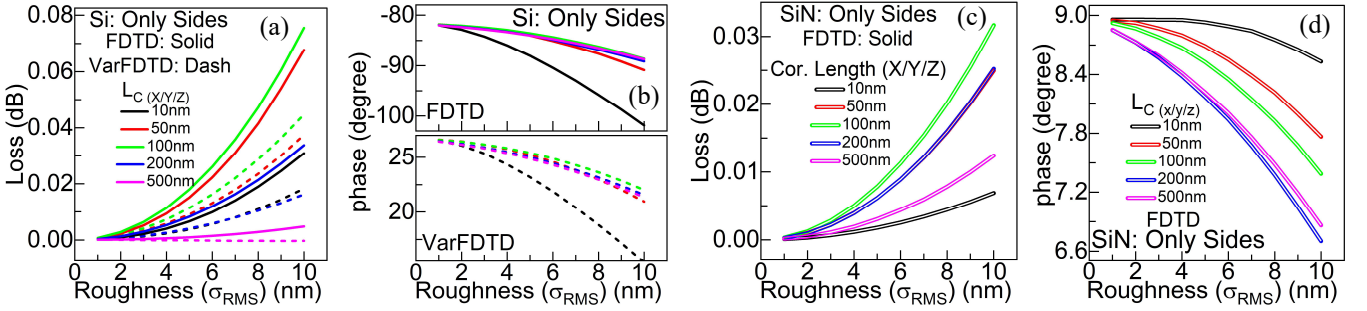 (a)
Si: Only Sides
FDTD: Solid
VarFDTD: Dash
L_C (X/Y/Z)
10nm
50nm
100nm
200nm
500nm
Loss (dB)
0.08
0.06
0.04
0.02
0.00
0 2 4 6 8 10
Roughness (σ_RMS) (nm)
Si: Only Sides
(b)
FDTD
VarFDTD
phase (degree)
-80
-90
-100
25
20
0 2 4 6 8 10
Roughness (σ_RMS) (nm)
SiN: Only Sides
(c)
FDTD: Solid
Cor. Length (X/Y/Z)
10nm
50nm
100nm
200nm
500nm
Loss (dB)
0.03
0.02
0.01
0.00
0 2 4 6 8 10
Roughness (σ_RMS) (nm)
(d)
L_C (x/y/z)
10nm
50nm
100nm
200nm
500nm
FDTD
SiN: Only Sides
phase (degree)
9.0
8.4
7.8
7.2
6.6
0 2 4 6 8 10
Roughness (σ_RMS) (nm)